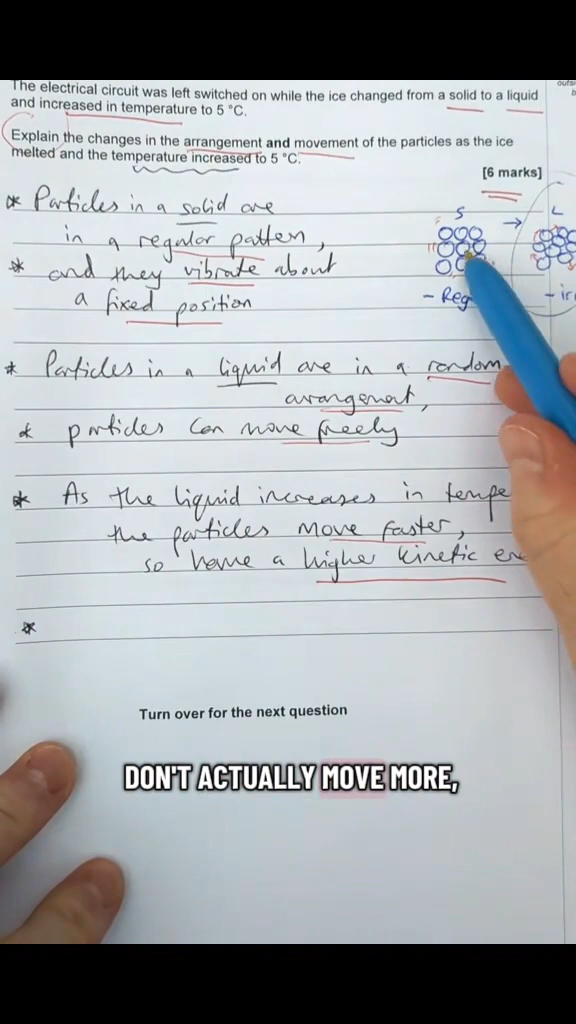 The electrical circuit was left switched on while the ice changed from a solid to a liquid
and increased in temperature to 5 °C.
Explain the changes in the arrangement and movement of the particles as the ice
melted and the temperature increased to 5 °C.
[6 marks]
* Particles in a solid are
in a regular patten,
* and they vibrate about
a fixed position
S
→ L
- Reg
- irr
* Particles in a liquid are in a random
arangement,
* particles can move freely
* As the liquid increases in tempe
the particles move faster,
so have a higher kinetic en
*
Turn over for the next question
DON'T ACTUALLY MOVE MORE,